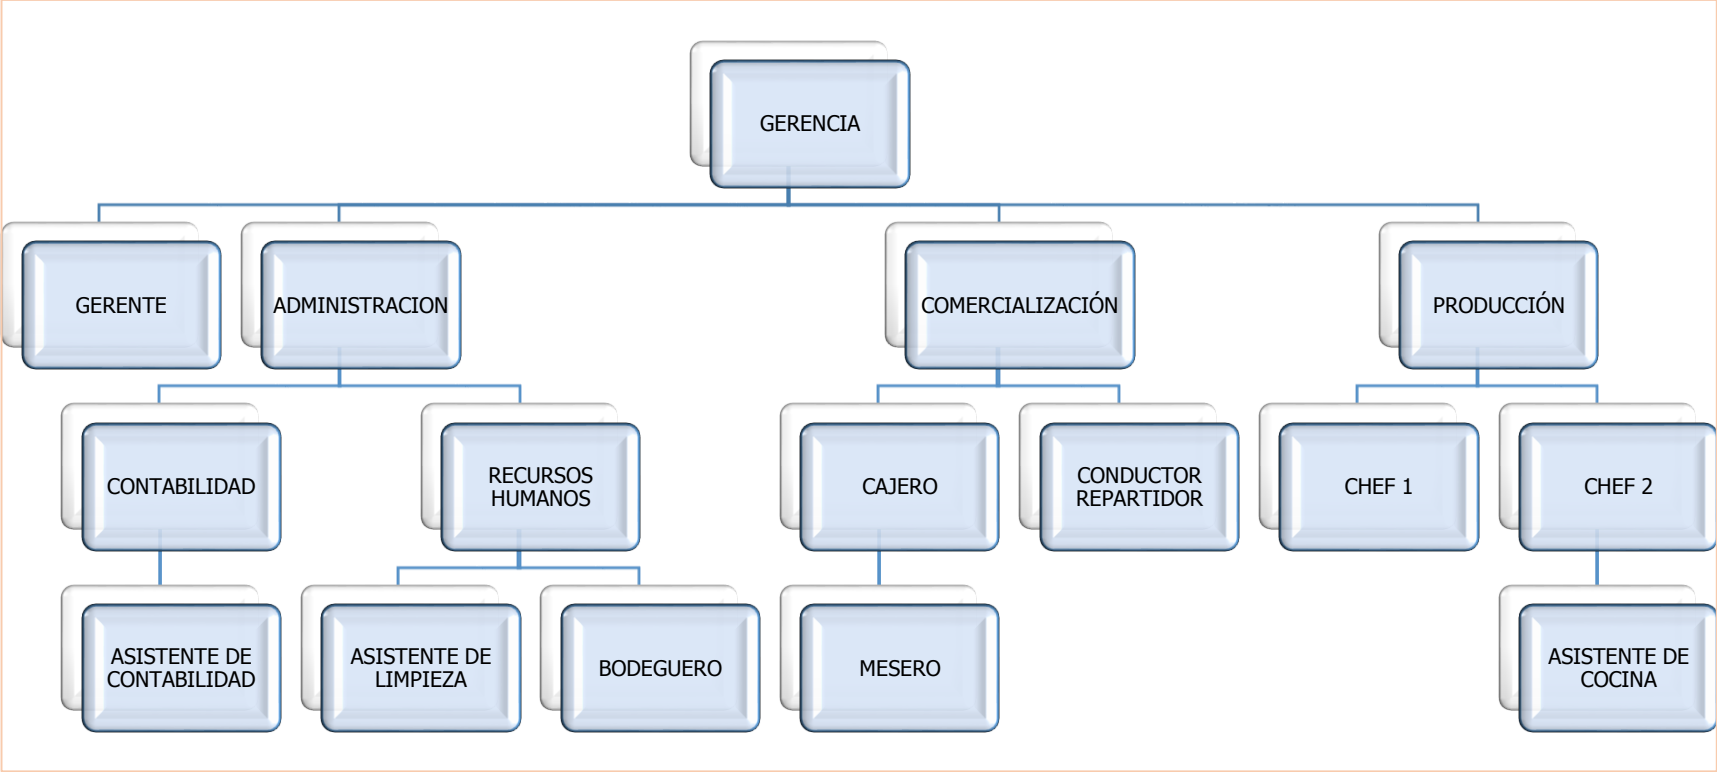 GERENCIA
GERENTE
ADMINISTRACION
COMERCIALIZACIÓN
PRODUCCIÓN
CONTABILIDAD
RECURSOS
HUMANOS
CAJERO
CONDUCTOR
REPARTIDOR
CHEF 1
CHEF 2
ASISTENTE DE
CONTABILIDAD
ASISTENTE DE
LIMPIEZA
BODEGUERO
MESERO
ASISTENTE DE
COCINA